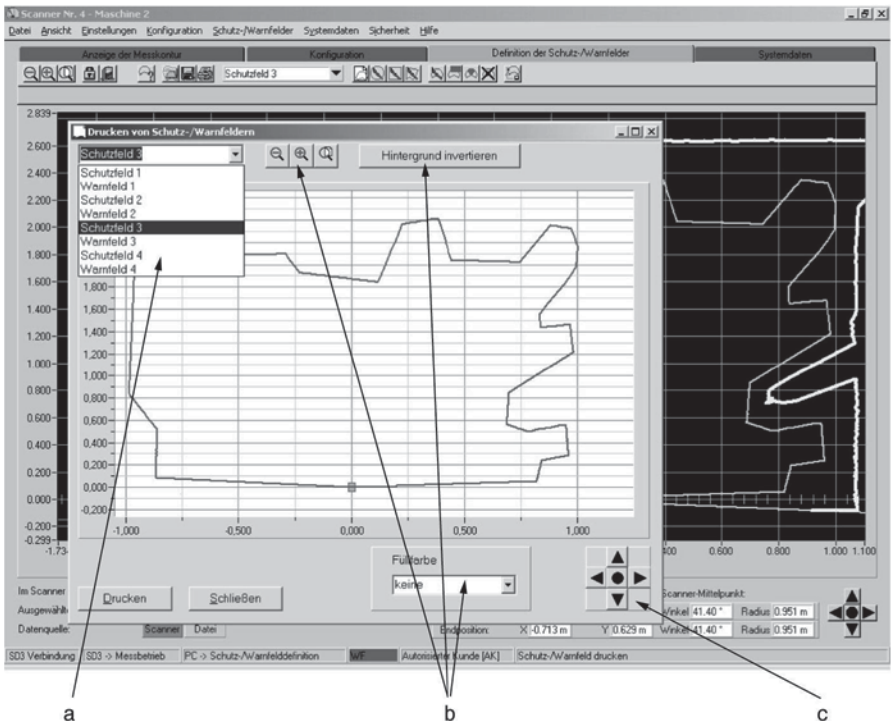 Scanner Nr. 4 - Maschine 2
Datei Ansicht Einstellungen Konfiguration Schutz-/Warnfelder Systemdaten Sicherheit Hilfe
Anzeige der Messkontur Konfiguration Definition der Schutz-/Warnfelder Systemdaten
Schutzfeld 3
2.839
2.600
2.400
2.200
2.000
1.800
1.600
1.400
1.200
1.000
0.800
0.600
0.400
0.200
0.000
-0.200
-0.299
-1.73
Drucken von Schutz-/Warnfeldern
Schutzfeld 3
Hintergrund invertieren
Schutzfeld 1
Warnfeld 1
Schutzfeld 2
Warnfeld 2
Schutzfeld 3
Warnfeld 3
Schutzfeld 4
Warnfeld 4
1,800
1,600
1,400
1,200
1,000
0,800
0,600
0,400
0,200
0,000
-0,200
-1,000 -0,500 0,000 0,500 1,000
400 0.600 0.800 1.000 1.100
Füllfarbe
keine
Drucken Schließen
Im Scanner
Ausgewählt
Scanner-Mittelpunkt:
Winkel 41.40 ° Radius 0.951 m
Datenquelle: Scanner Datei Endposition: X -0.713 m Y 0.629 m Winkel 41.40 ° Radius 0.951 m
SD3 Verbindung SD3 -> Messbetrieb PC -> Schutz-/Warnfelddefinition WF Autorisierter Kunde [AK] Schutz-/Warnfeld drucken
a b c